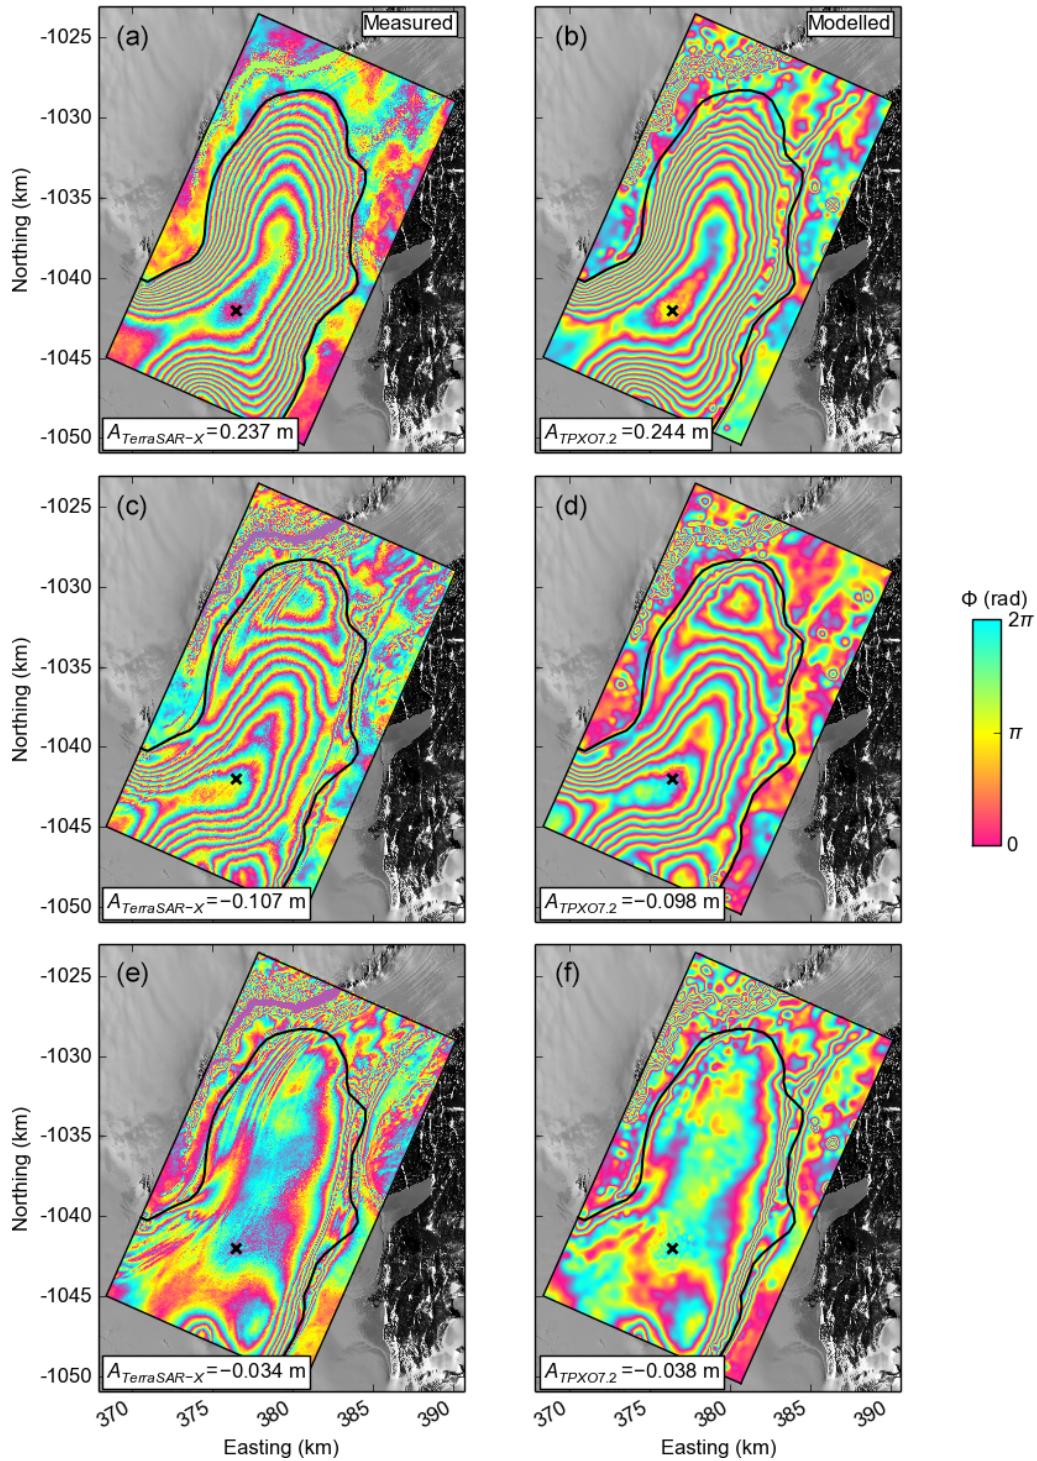 (a)
Measured
(b)
Modelled
-1025
-1030
-1035
-1040
-1045
-1050
Northing (km)
A_TerraSAR-X=0.237 m
A_TPXO7.2=0.244 m
(c)
(d)
-1025
-1030
-1035
-1040
-1045
-1050
Northing (km)
A_TerraSAR-X=−0.107 m
A_TPXO7.2=−0.098 m
Φ (rad)
2π
π
0
(e)
(f)
-1025
-1030
-1035
-1040
-1045
-1050
Northing (km)
A_TerraSAR-X=−0.034 m
A_TPXO7.2=−0.038 m
370 375 380 385 390
370 375 380 385 390
Easting (km)
Easting (km)